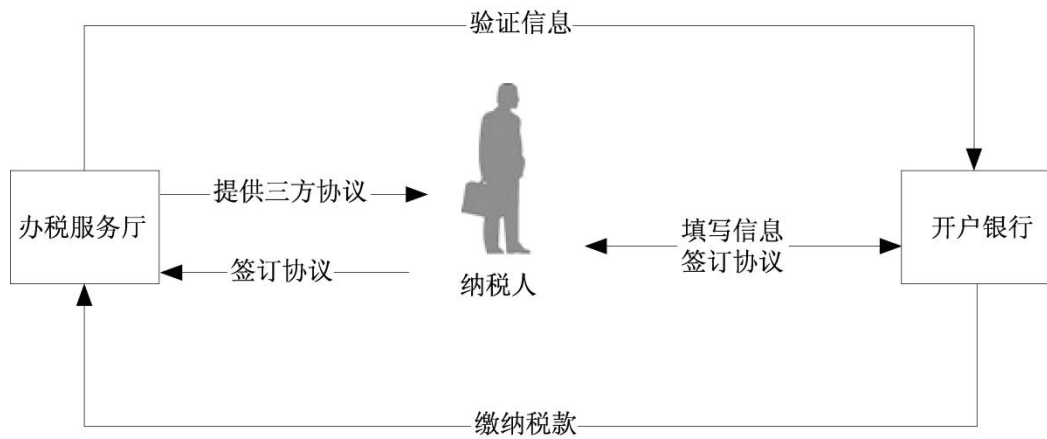 验证信息
提供三方协议
办税服务厅
签订协议
纳税人
填写信息
签订协议
开户银行
缴纳税款